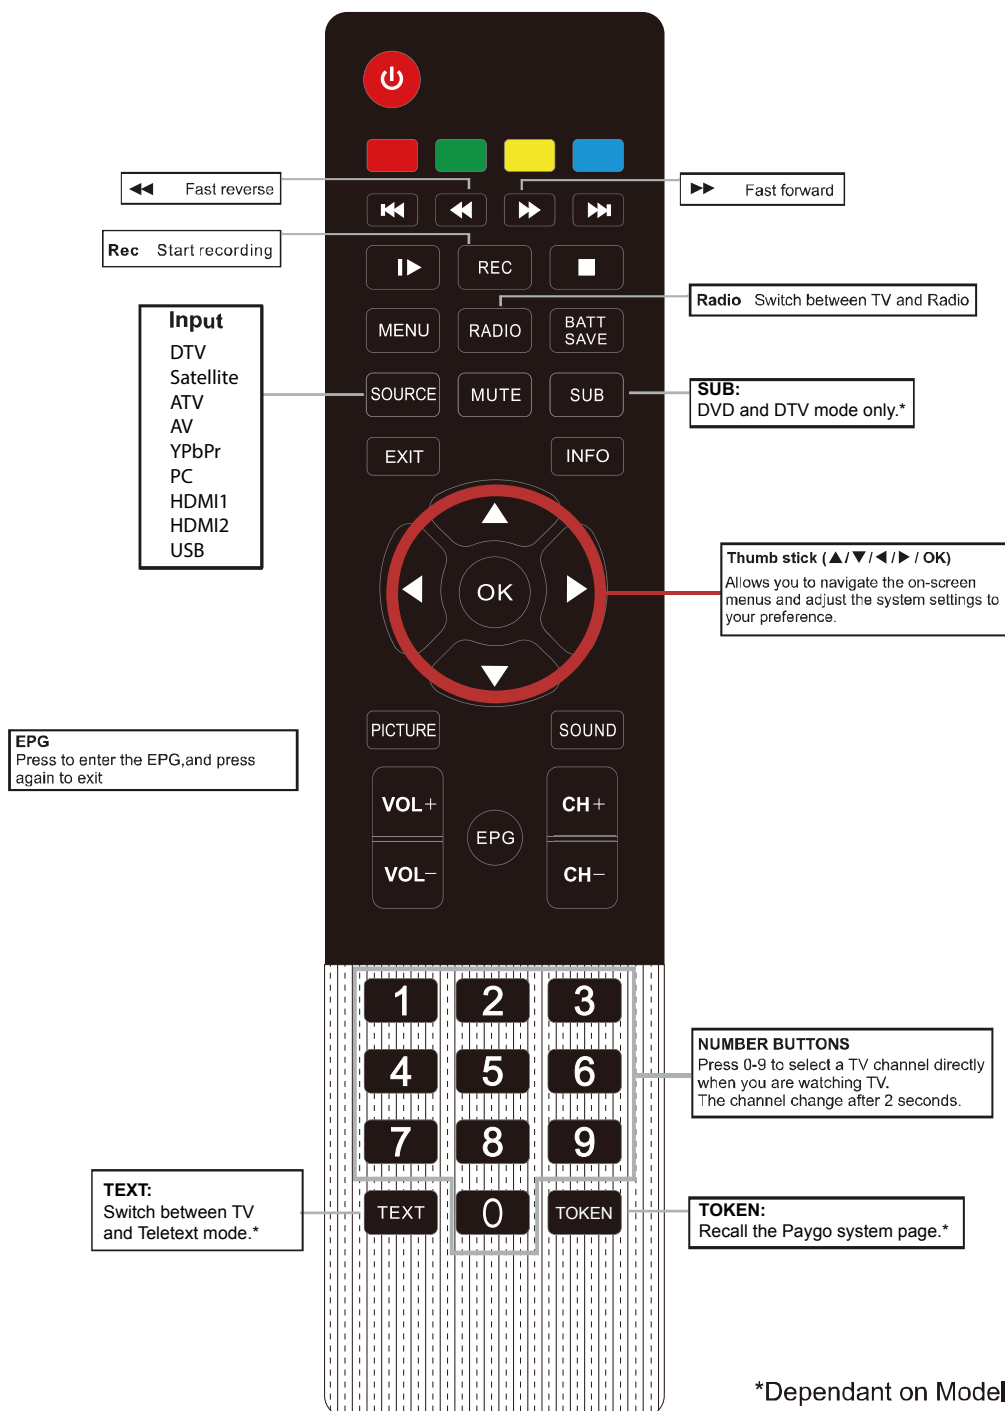 Fast reverse
Fast forward
Rec Start recording
REC
Radio Switch between TV and Radio
MENU
RADIO
BATT
SAVE
Input
DTV
Satellite
ATV
AV
YPbPr
PC
HDMI1
HDMI2
USB
SOURCE
MUTE
SUB
SUB:
DVD and DTV mode only.*
EXIT
INFO
OK
Thumb stick (▲/▼/◀/▶/ OK)
Allows you to navigate the on-screen
menus and adjust the system settings to
your preference.
PICTURE
SOUND
EPG
Press to enter the EPG,and press
again to exit
VOL+
CH+
EPG
VOL−
CH−
1 2 3
4 5 6
7 8 9
NUMBER BUTTONS
Press 0-9 to select a TV channel directly
when you are watching TV.
The channel change after 2 seconds.
TEXT:
Switch between TV
and Teletext mode.*
TEXT
0
TOKEN
TOKEN:
Recall the Paygo system page.*
*Dependant on Model